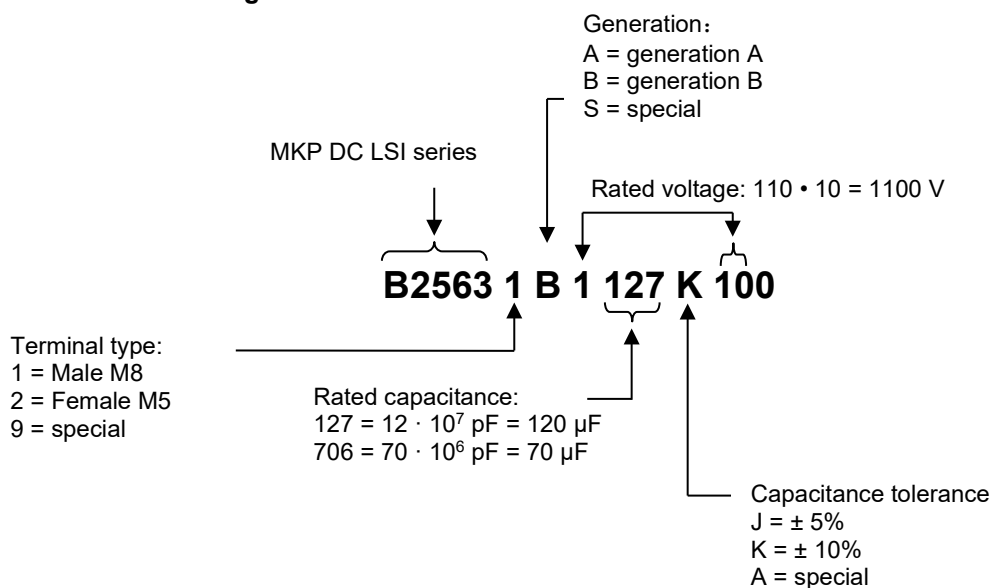 Generation：
A = generation A
B = generation B
S = special
MKP DC LSI series
Rated voltage: 110 • 10 = 1100 V
B2563 1 B 1 127 K 100
Terminal type:
1 = Male M8
2 = Female M5
9 = special
Rated capacitance:
127 = 12 · 10⁷ pF = 120 µF
706 = 70 · 10⁶ pF = 70 µF
Capacitance tolerance
J = ± 5%
K = ± 10%
A = special